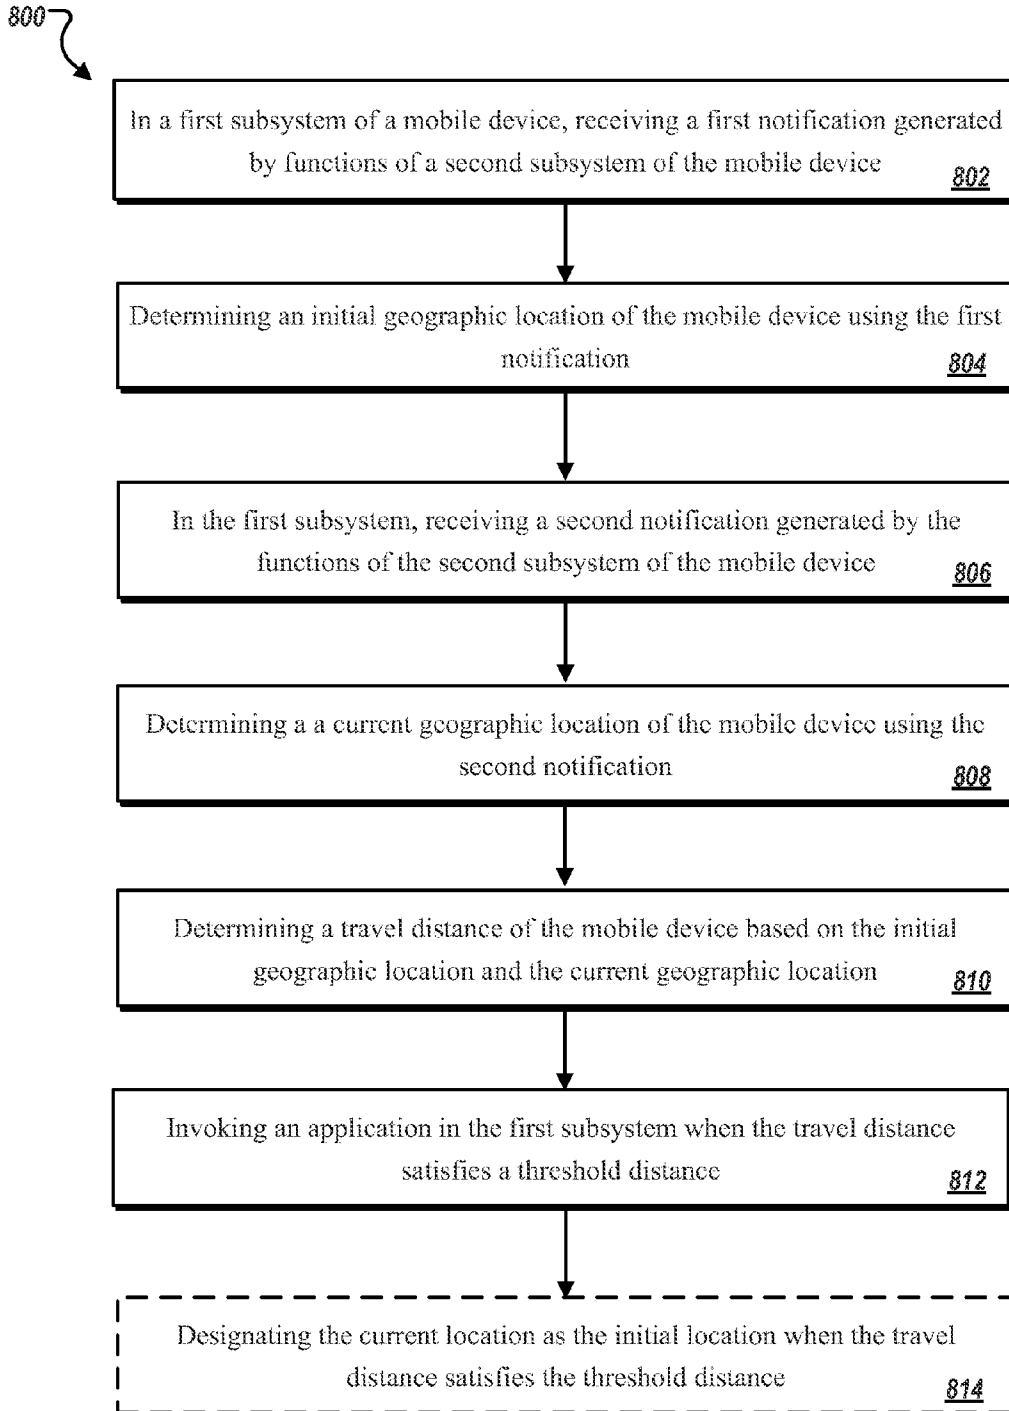 800
In a first subsystem of a mobile device, receiving a first notification generated
by functions of a second subsystem of the mobile device
802
Determining an initial geographic location of the mobile device using the first
notification
804
In the first subsystem, receiving a second notification generated by the
functions of the second subsystem of the mobile device
806
Determining a a current geographic location of the mobile device using the
second notification
808
Determining a travel distance of the mobile device based on the initial
geographic location and the current geographic location
810
Invoking an application in the first subsystem when the travel distance
satisfies a threshold distance
812
Designating the current location as the initial location when the travel
distance satisfies the threshold distance
814